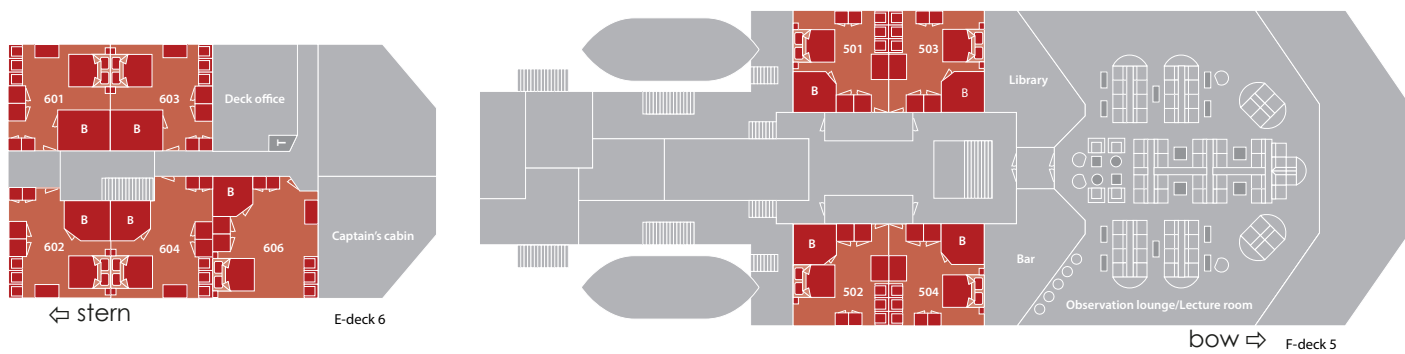 601
603
Deck office
T
B
B
B
B
B
602
604
606
Captain's cabin
stern
E-deck 6
501
503
B
B
Library
B
B
502
504
Bar
Observation lounge/Lecture room
bow
F-deck 5